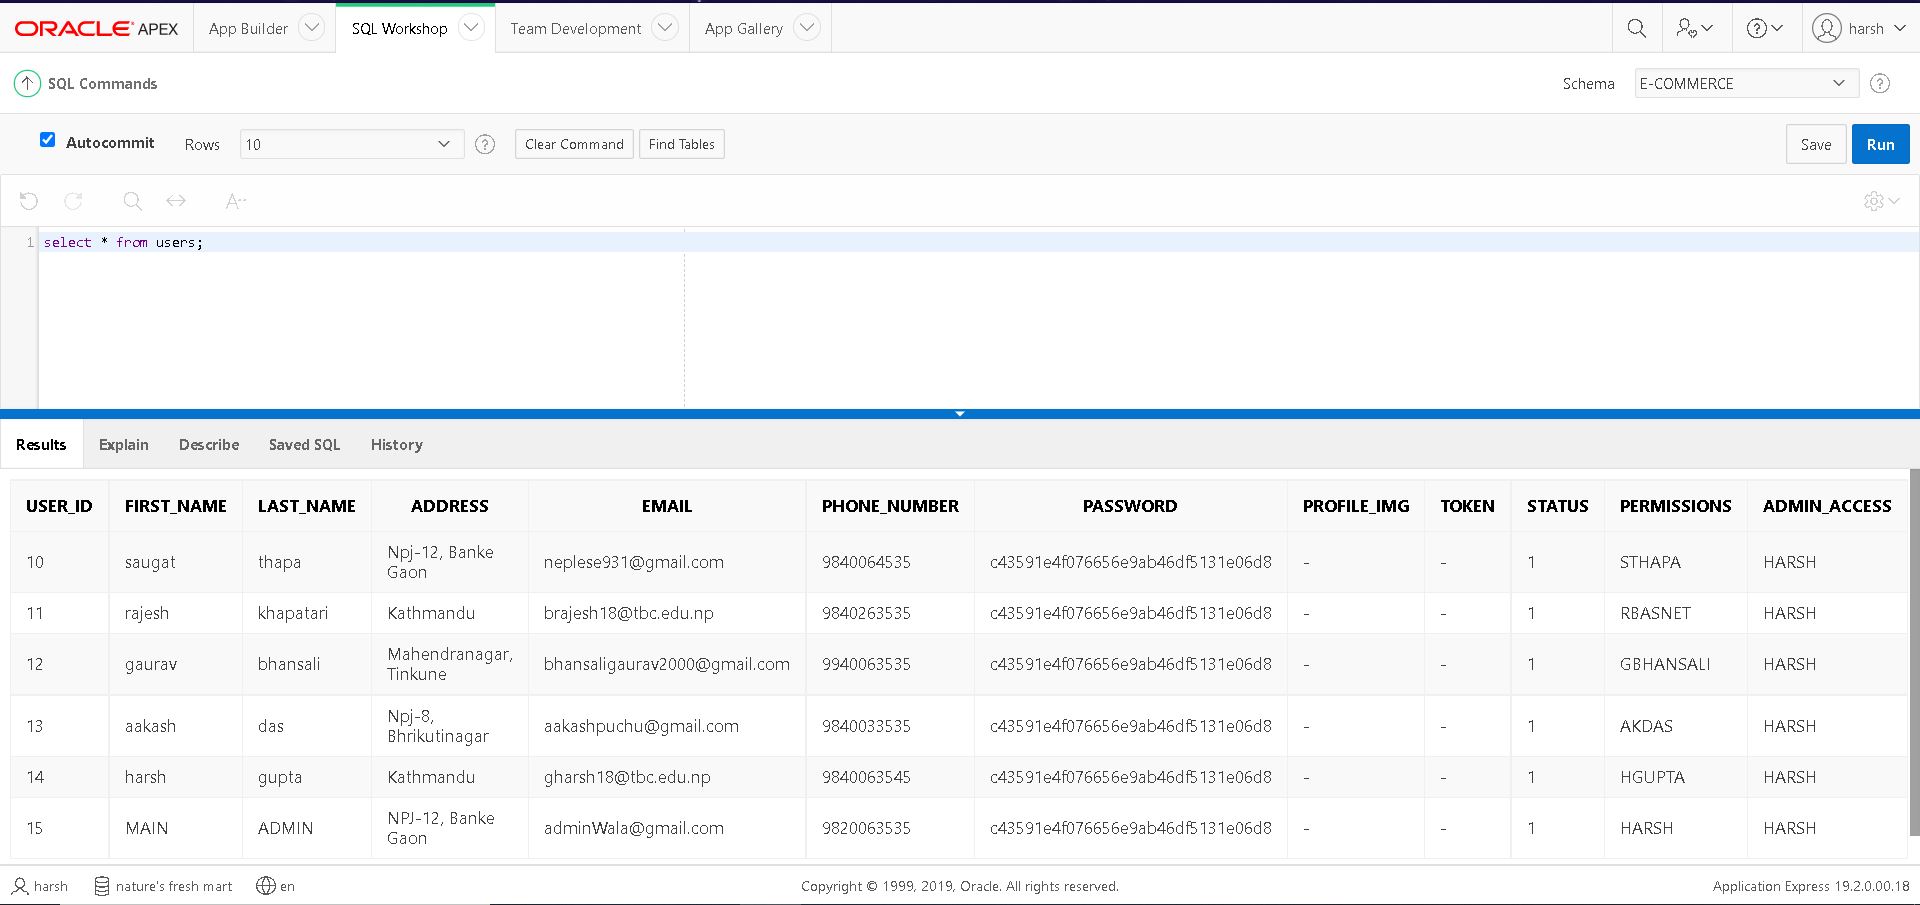 ORACLE APEX App Builder SQL Workshop Team Development App Gallery harsh
SQL Commands Schema E-COMMERCE
Autocommit Rows 10 Clear Command Find Tables Save Run
1 select * from users;
Results Explain Describe Saved SQL History
USER_ID FIRST_NAME LAST_NAME ADDRESS EMAIL PHONE_NUMBER PASSWORD PROFILE_IMG TOKEN STATUS PERMISSIONS ADMIN_ACCESS
10 saugat thapa Npj-12, Banke Gaon neplese931@gmail.com 9840064535 c43591e4f076656e9ab46df5131e06d8 - - 1 STHAPA HARSH
11 rajesh khapatari Kathmandu brajesh18@tbc.edu.np 9840263535 c43591e4f076656e9ab46df5131e06d8 - - 1 RBASNET HARSH
12 gaurav bhansali Mahendranagar, Tinkune bhansaligaurav2000@gmail.com 9940063535 c43591e4f076656e9ab46df5131e06d8 - - 1 GBHANSALI HARSH
13 aakash das Npj-8, Bhrikutinagar aakashpuchu@gmail.com 9840033535 c43591e4f076656e9ab46df5131e06d8 - - 1 AKDAS HARSH
14 harsh gupta Kathmandu gharsh18@tbc.edu.np 9840063545 c43591e4f076656e9ab46df5131e06d8 - - 1 HGUPTA HARSH
15 MAIN ADMIN NPJ-12, Banke Gaon adminWala@gmail.com 9820063535 c43591e4f076656e9ab46df5131e06d8 - - 1 HARSH HARSH
harsh nature's fresh mart en Copyright © 1999, 2019, Oracle. All rights reserved. Application Express 19.2.0.00.18